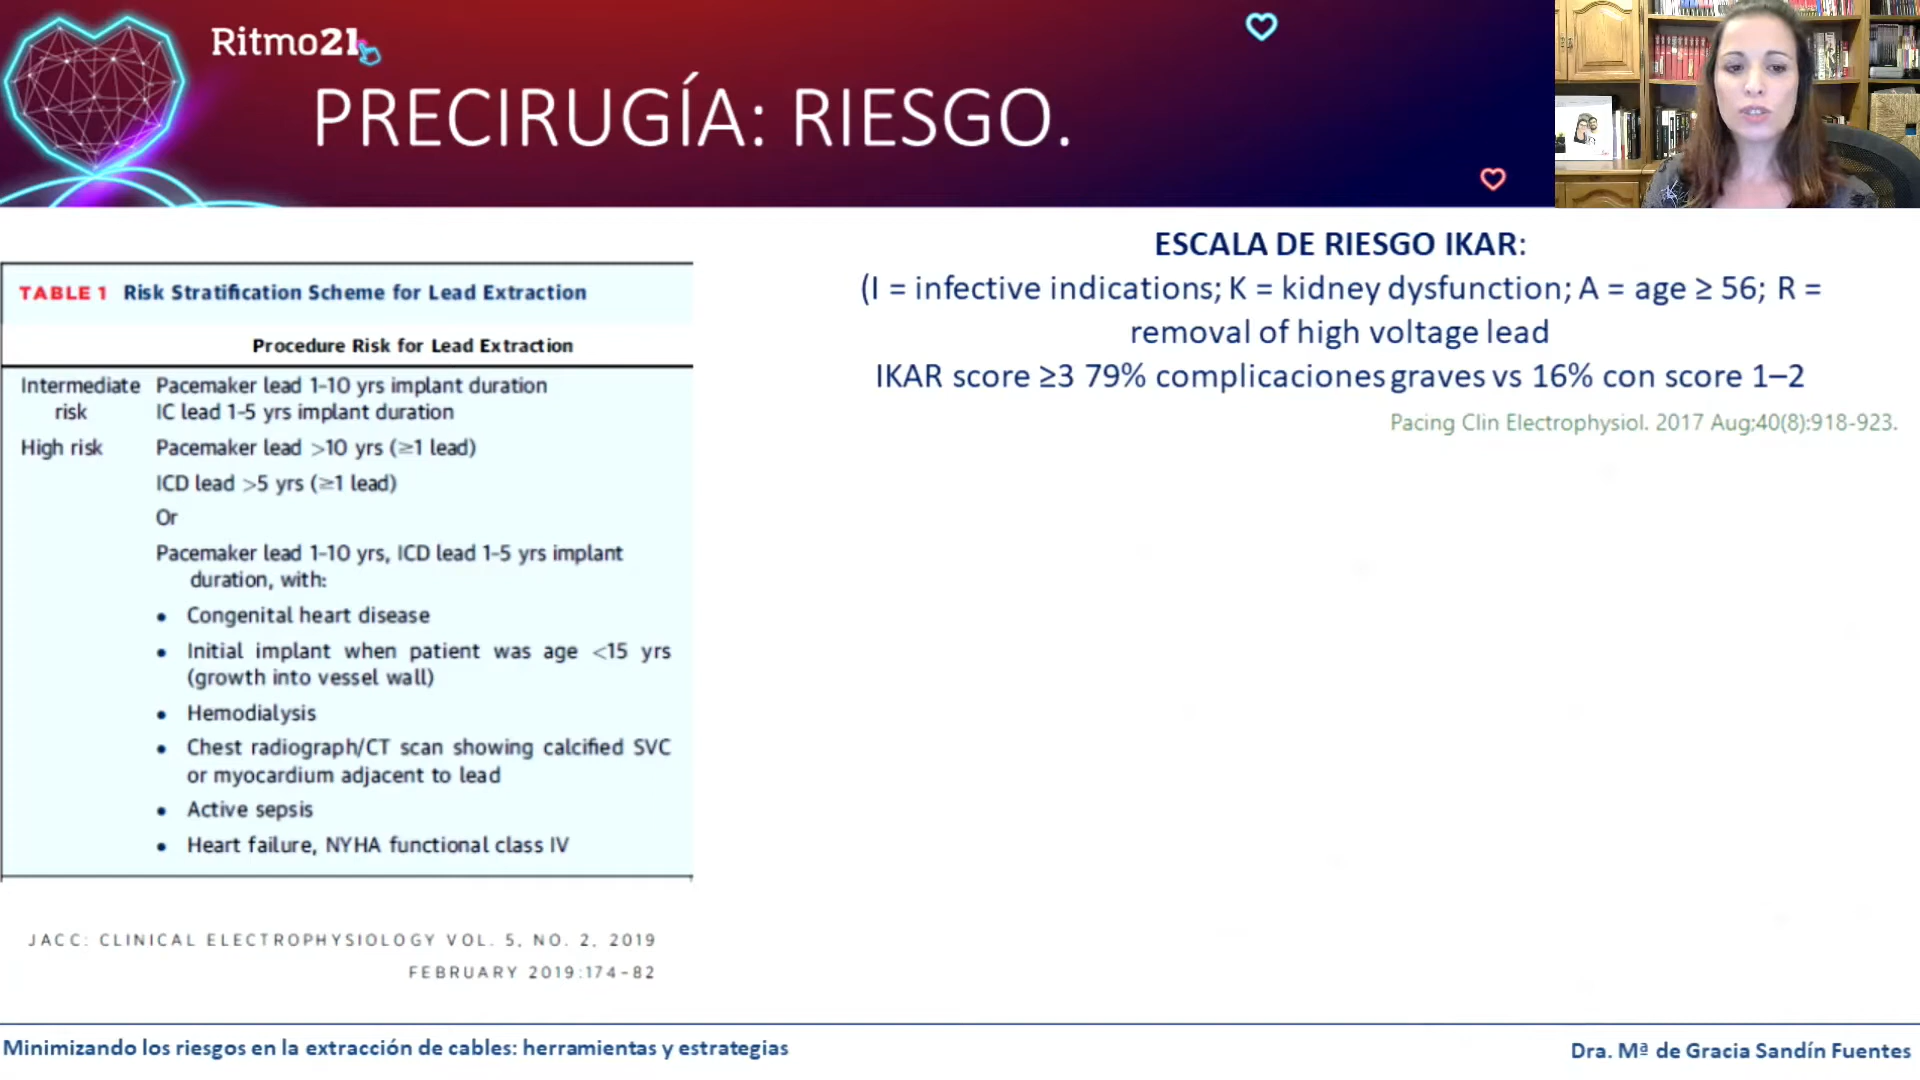 Ritmo21
PRECIRUGÍA: RIESGO.
TABLE 1 Risk Stratification Scheme for Lead Extraction
Procedure Risk for Lead Extraction
Intermediate risk
Pacemaker lead 1-10 yrs implant duration
IC lead 1-5 yrs implant duration
High risk
Pacemaker lead >10 yrs (≥1 lead)
ICD lead >5 yrs (≥1 lead)
Or
Pacemaker lead 1-10 yrs, ICD lead 1-5 yrs implant
duration, with:
• Congenital heart disease
• Initial implant when patient was age <15 yrs
(growth into vessel wall)
• Hemodialysis
• Chest radiograph/CT scan showing calcified SVC
or myocardium adjacent to lead
• Active sepsis
• Heart failure, NYHA functional class IV
JACC: CLINICAL ELECTROPHYSIOLOGY VOL. 5, NO. 2, 2019
FEBRUARY 2019:174-82
ESCALA DE RIESGO IKAR:
(I = infective indications; K = kidney dysfunction; A = age ≥ 56; R =
removal of high voltage lead
IKAR score ≥3 79% complicaciones graves vs 16% con score 1–2
Pacing Clin Electrophysiol. 2017 Aug;40(8):918-923.
Minimizando los riesgos en la extracción de cables: herramientas y estrategias
Dra. Mª de Gracia Sandín Fuentes